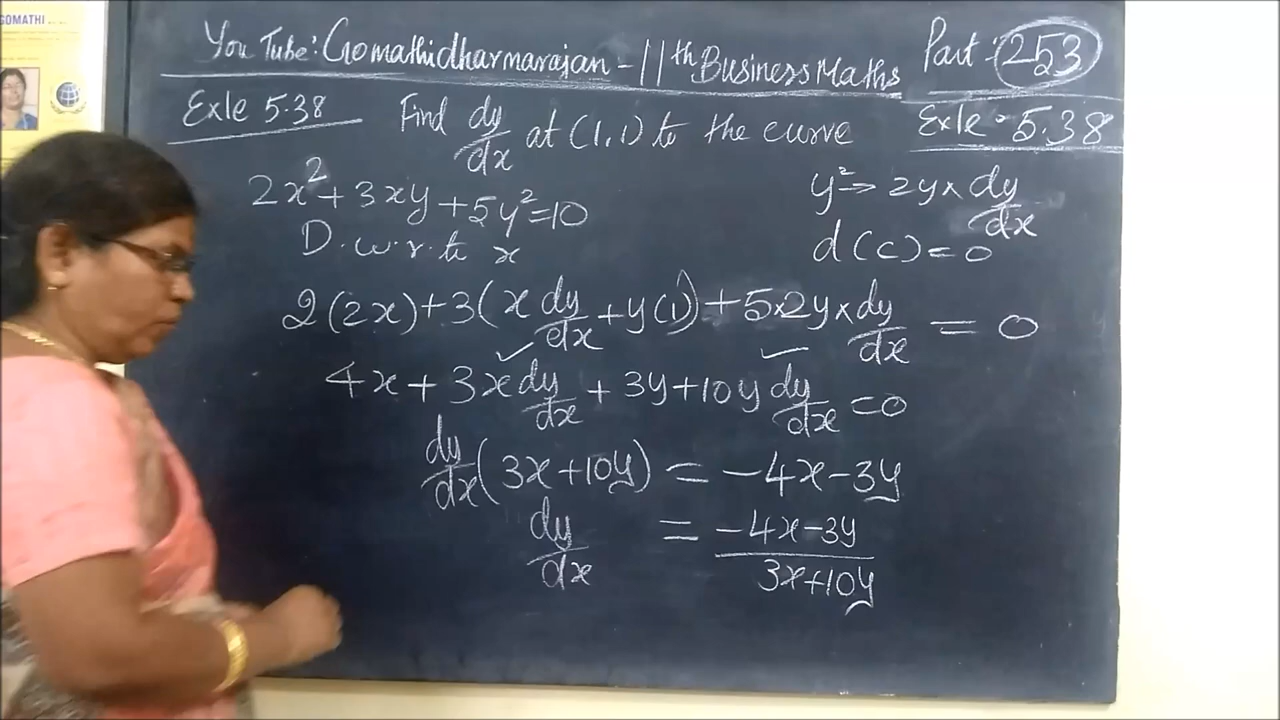 GOMATHI
You Tube: Gomathidharmarajan - 11th Business Maths
Part: 253
Exle 5.38
Find dy/dx at (1,1) to the curve
Exle 5.38
2x² + 3xy + 5y² = 10
y² → 2y × dy/dx
D.w.r.to x
d(c) = 0
2(2x) + 3(x dy/dx + y(1)) + 5×2y × dy/dx = 0
4x + 3x dy/dx + 3y + 10y dy/dx = 0
dy/dx (3x + 10y) = -4x - 3y
dy/dx = -4x - 3y / 3x + 10y